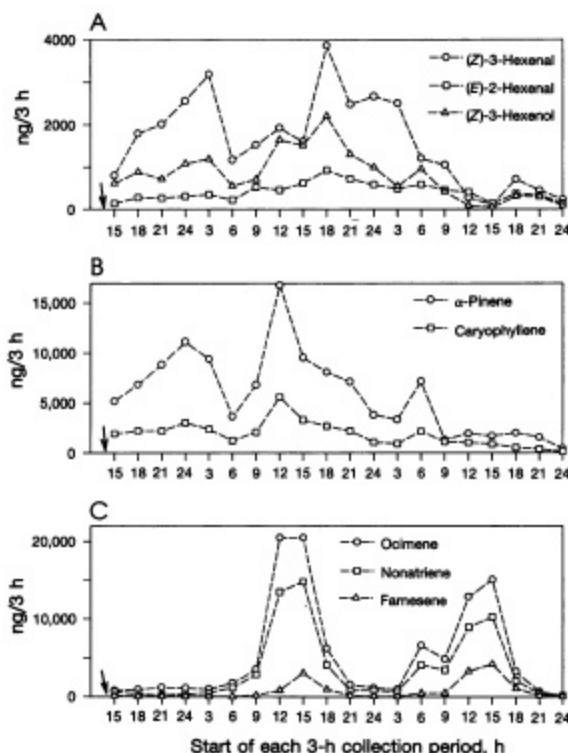 A
ng/3 h
4000
2000
0
(Z)-3-Hexenal
(E)-2-Hexenal
(Z)-3-Hexenol
15 18 21 24 3 6 9 12 15 18 21 24 3 6 9 12 15 18 21 24
B
ng/3 h
15,000
10,000
5,000
0
α-Pinene
Caryophyllene
15 18 21 24 3 6 9 12 15 18 21 24 3 6 9 12 15 18 21 24
C
ng/3 h
20,000
10,000
0
Ocimene
Nonatriene
Farnesene
15 18 21 24 3 6 9 12 15 18 21 24 3 6 9 12 15 18 21 24
Start of each 3-h collection period, h